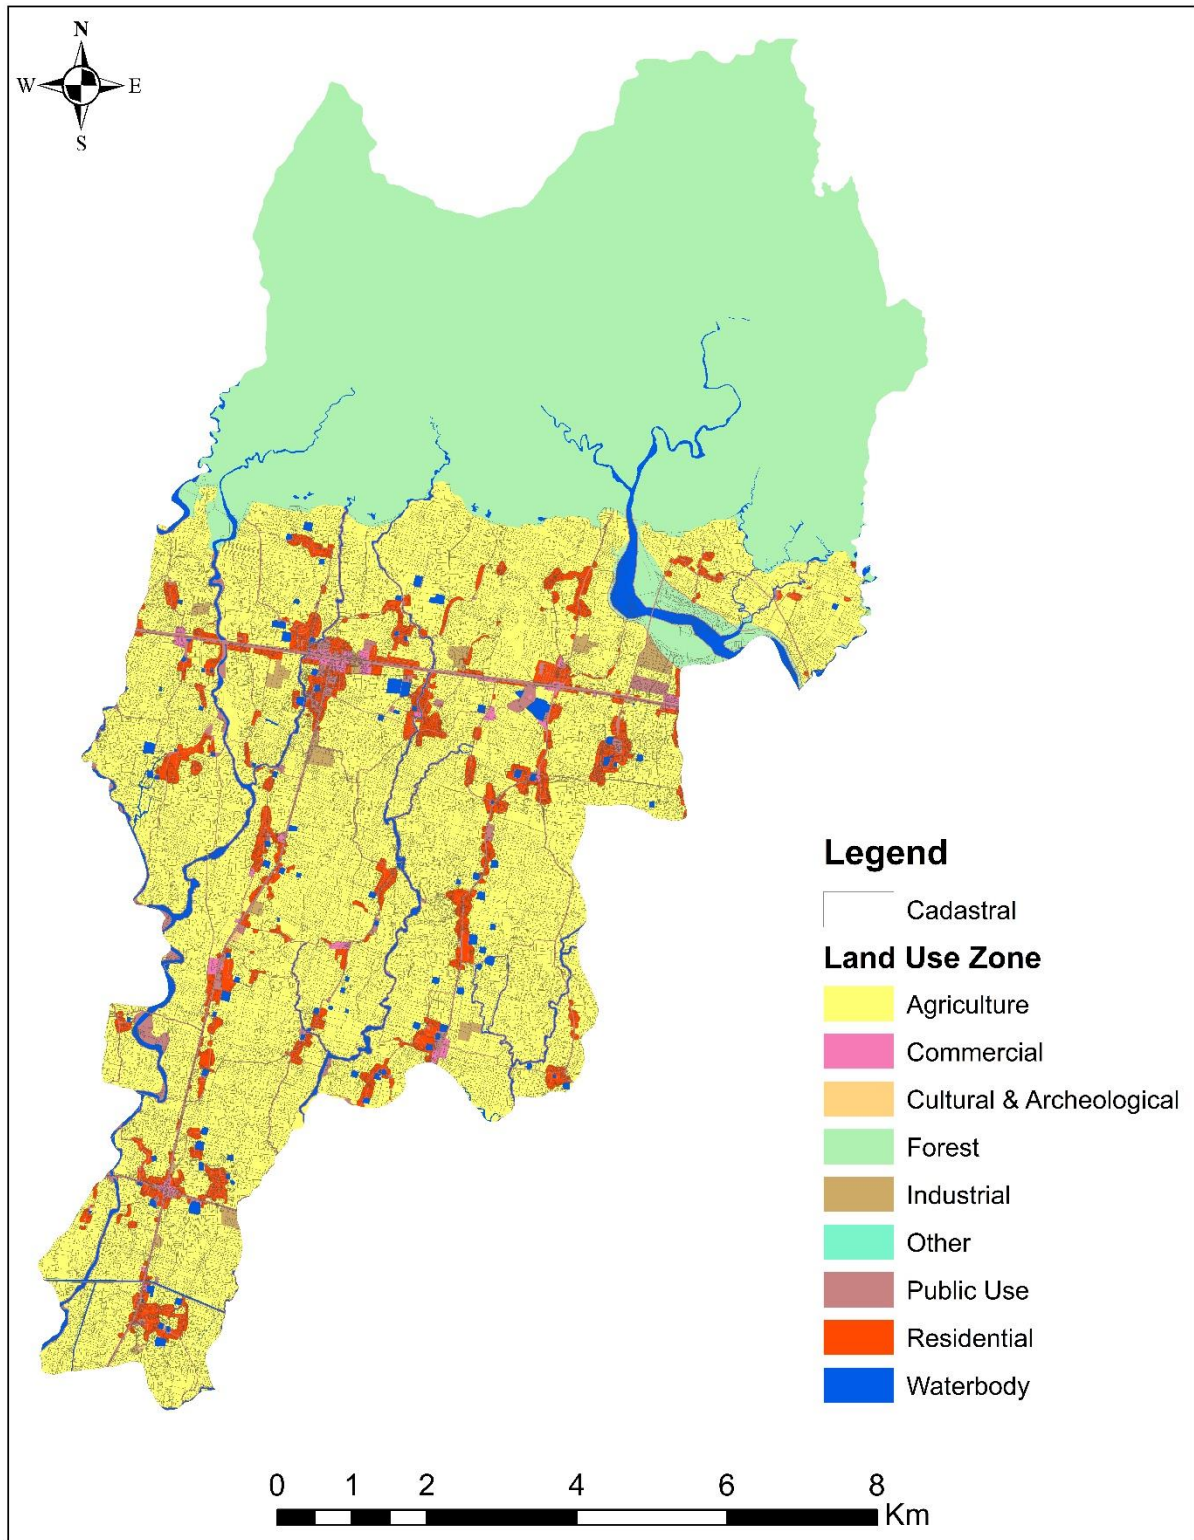 N
W E
S
Legend
Cadastral
Land Use Zone
Agriculture
Commercial
Cultural & Archeological
Forest
Industrial
Other
Public Use
Residential
Waterbody
0 1 2 4 6 8
Km